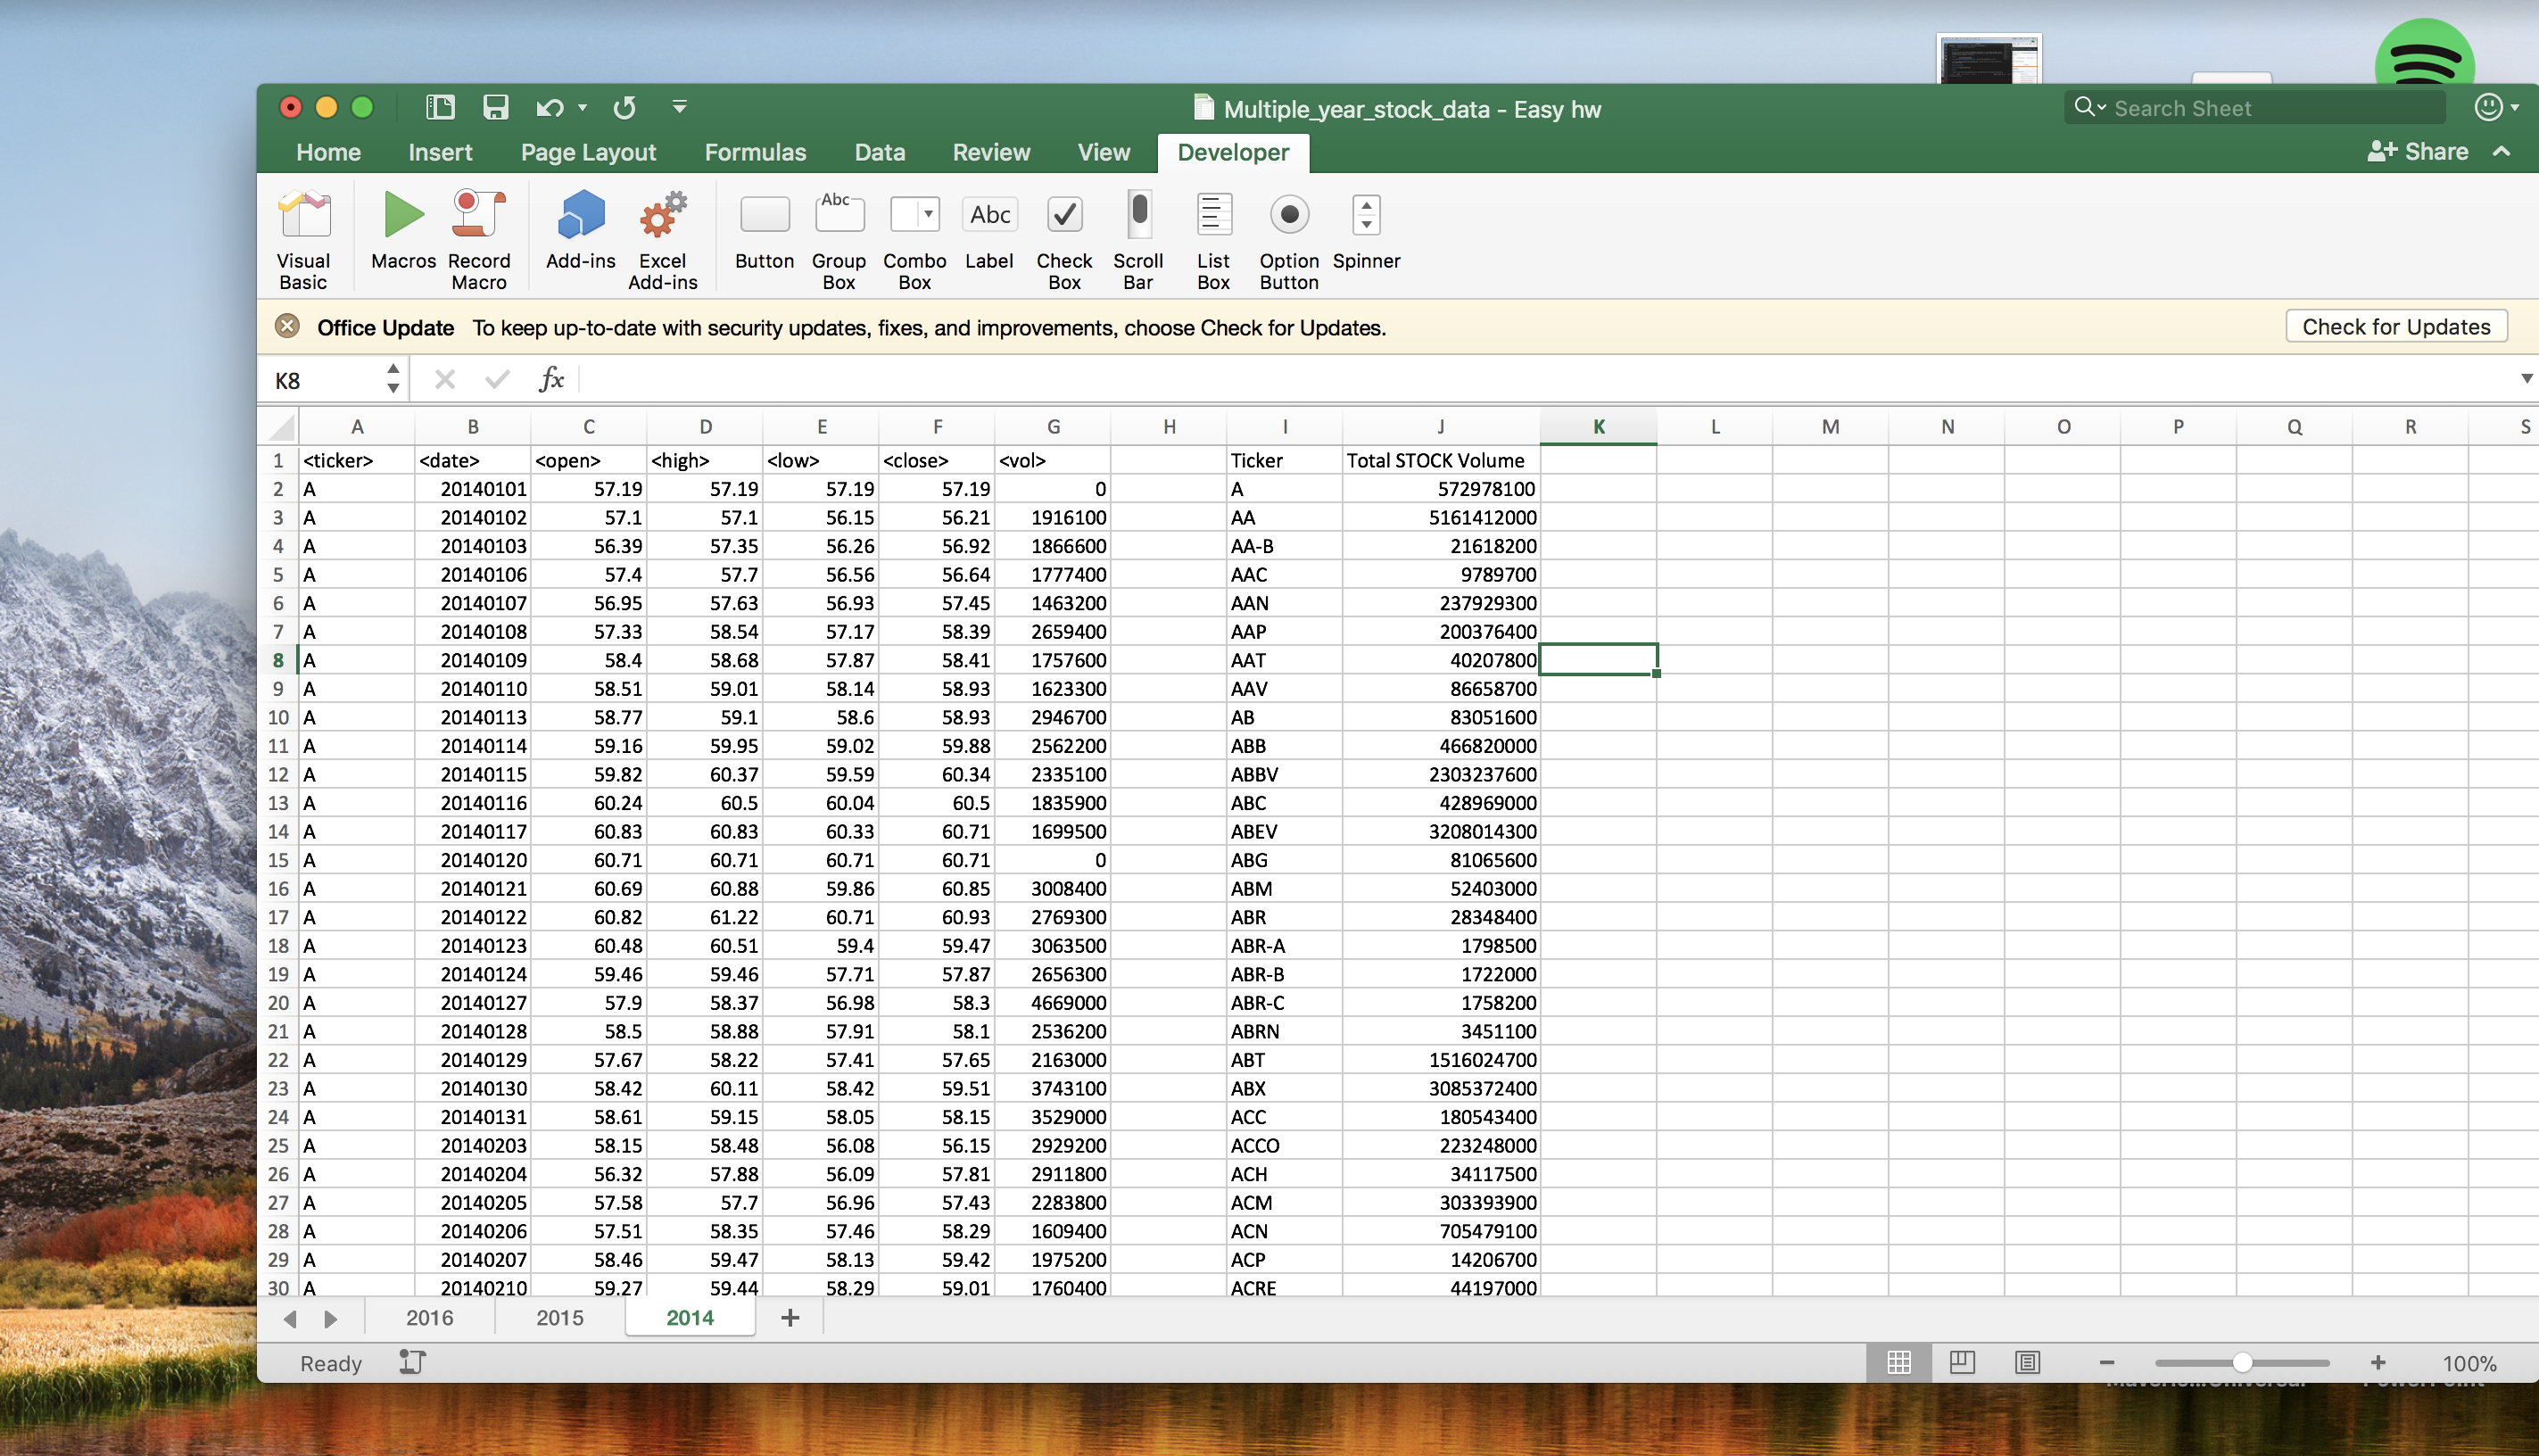 Multiple_year_stock_data - Easy hw
Search Sheet
Home Insert Page Layout Formulas Data Review View Developer
Share
Visual Basic
Macros
Record Macro
Add-ins
Excel Add-ins
Button
Abc
Group Box
Combo Box
Abc
Label
Check Box
Scroll Bar
List Box
Option Button
Spinner
Office Update To keep up-to-date with security updates, fixes, and improvements, choose Check for Updates.
Check for Updates
K8 fx
A B C D E F G H I J K L M N O P Q R S
1 <ticker> <date> <open> <high> <low> <close> <vol> Ticker Total STOCK Volume
2 A 20140101 57.19 57.19 57.19 57.19 0 A 572978100
3 A 20140102 57.1 57.1 56.15 56.21 1916100 AA 5161412000
4 A 20140103 56.39 57.35 56.26 56.92 1866600 AA-B 21618200
5 A 20140106 57.4 57.7 56.56 56.64 1777400 AAC 9789700
6 A 20140107 56.95 57.63 56.93 57.45 1463200 AAN 237929300
7 A 20140108 57.33 58.54 57.17 58.39 2659400 AAP 200376400
8 A 20140109 58.4 58.68 57.87 58.41 1757600 AAT 40207800
9 A 20140110 58.51 59.01 58.14 58.93 1623300 AAV 86658700
10 A 20140113 58.77 59.1 58.6 58.93 2946700 AB 83051600
11 A 20140114 59.16 59.95 59.02 59.88 2562200 ABB 466820000
12 A 20140115 59.82 60.37 59.59 60.34 2335100 ABBV 2303237600
13 A 20140116 60.24 60.5 60.04 60.5 1835900 ABC 428969000
14 A 20140117 60.83 60.83 60.33 60.71 1699500 ABEV 3208014300
15 A 20140120 60.71 60.71 60.71 60.71 0 ABG 81065600
16 A 20140121 60.69 60.88 59.86 60.85 3008400 ABM 52403000
17 A 20140122 60.82 61.22 60.71 60.93 2769300 ABR 28348400
18 A 20140123 60.48 60.51 59.4 59.47 3063500 ABR-A 1798500
19 A 20140124 59.46 59.46 57.71 57.87 2656300 ABR-B 1722000
20 A 20140127 57.9 58.37 56.98 58.3 4669000 ABR-C 1758200
21 A 20140128 58.5 58.88 57.91 58.1 2536200 ABRN 3451100
22 A 20140129 57.67 58.22 57.41 57.65 2163000 ABT 1516024700
23 A 20140130 58.42 60.11 58.42 59.51 3743100 ABX 3085372400
24 A 20140131 58.61 59.15 58.05 58.15 3529000 ACC 180543400
25 A 20140203 58.15 58.48 56.08 56.15 2929200 ACCO 223248000
26 A 20140204 56.32 57.88 56.09 57.81 2911800 ACH 34117500
27 A 20140205 57.58 57.7 56.96 57.43 2283800 ACM 303393900
28 A 20140206 57.51 58.35 57.46 58.29 1609400 ACN 705479100
29 A 20140207 58.46 59.47 58.13 59.42 1975200 ACP 14206700
30 A 20140210 59.27 59.44 58.29 59.01 1760400 ACRE 44197000
2016 2015 2014 +
Ready
100%